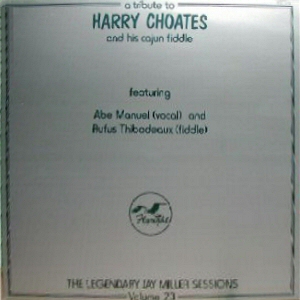 a tribute to
HARRY CHOATES
and his cajun fiddle
featuring
Abe Manuel (vocal) and
Rufus Thibodeaux (fiddle)
Flyright
THE LEGENDARY JAY MILLER SESSIONS
Volume 23